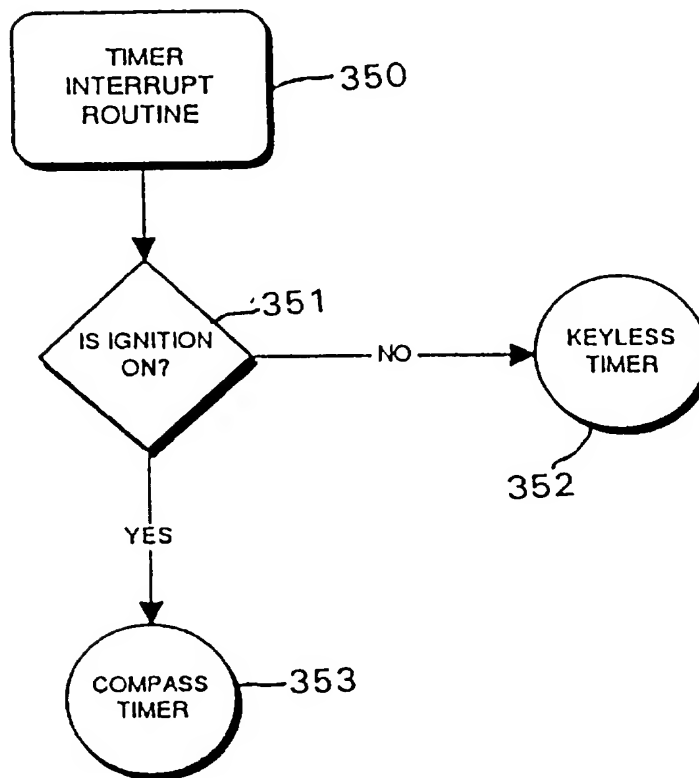 TIMER
INTERRUPT
ROUTINE
350
351
IS IGNITION
ON?
NO
KEYLESS
TIMER
352
YES
COMPASS
TIMER
353